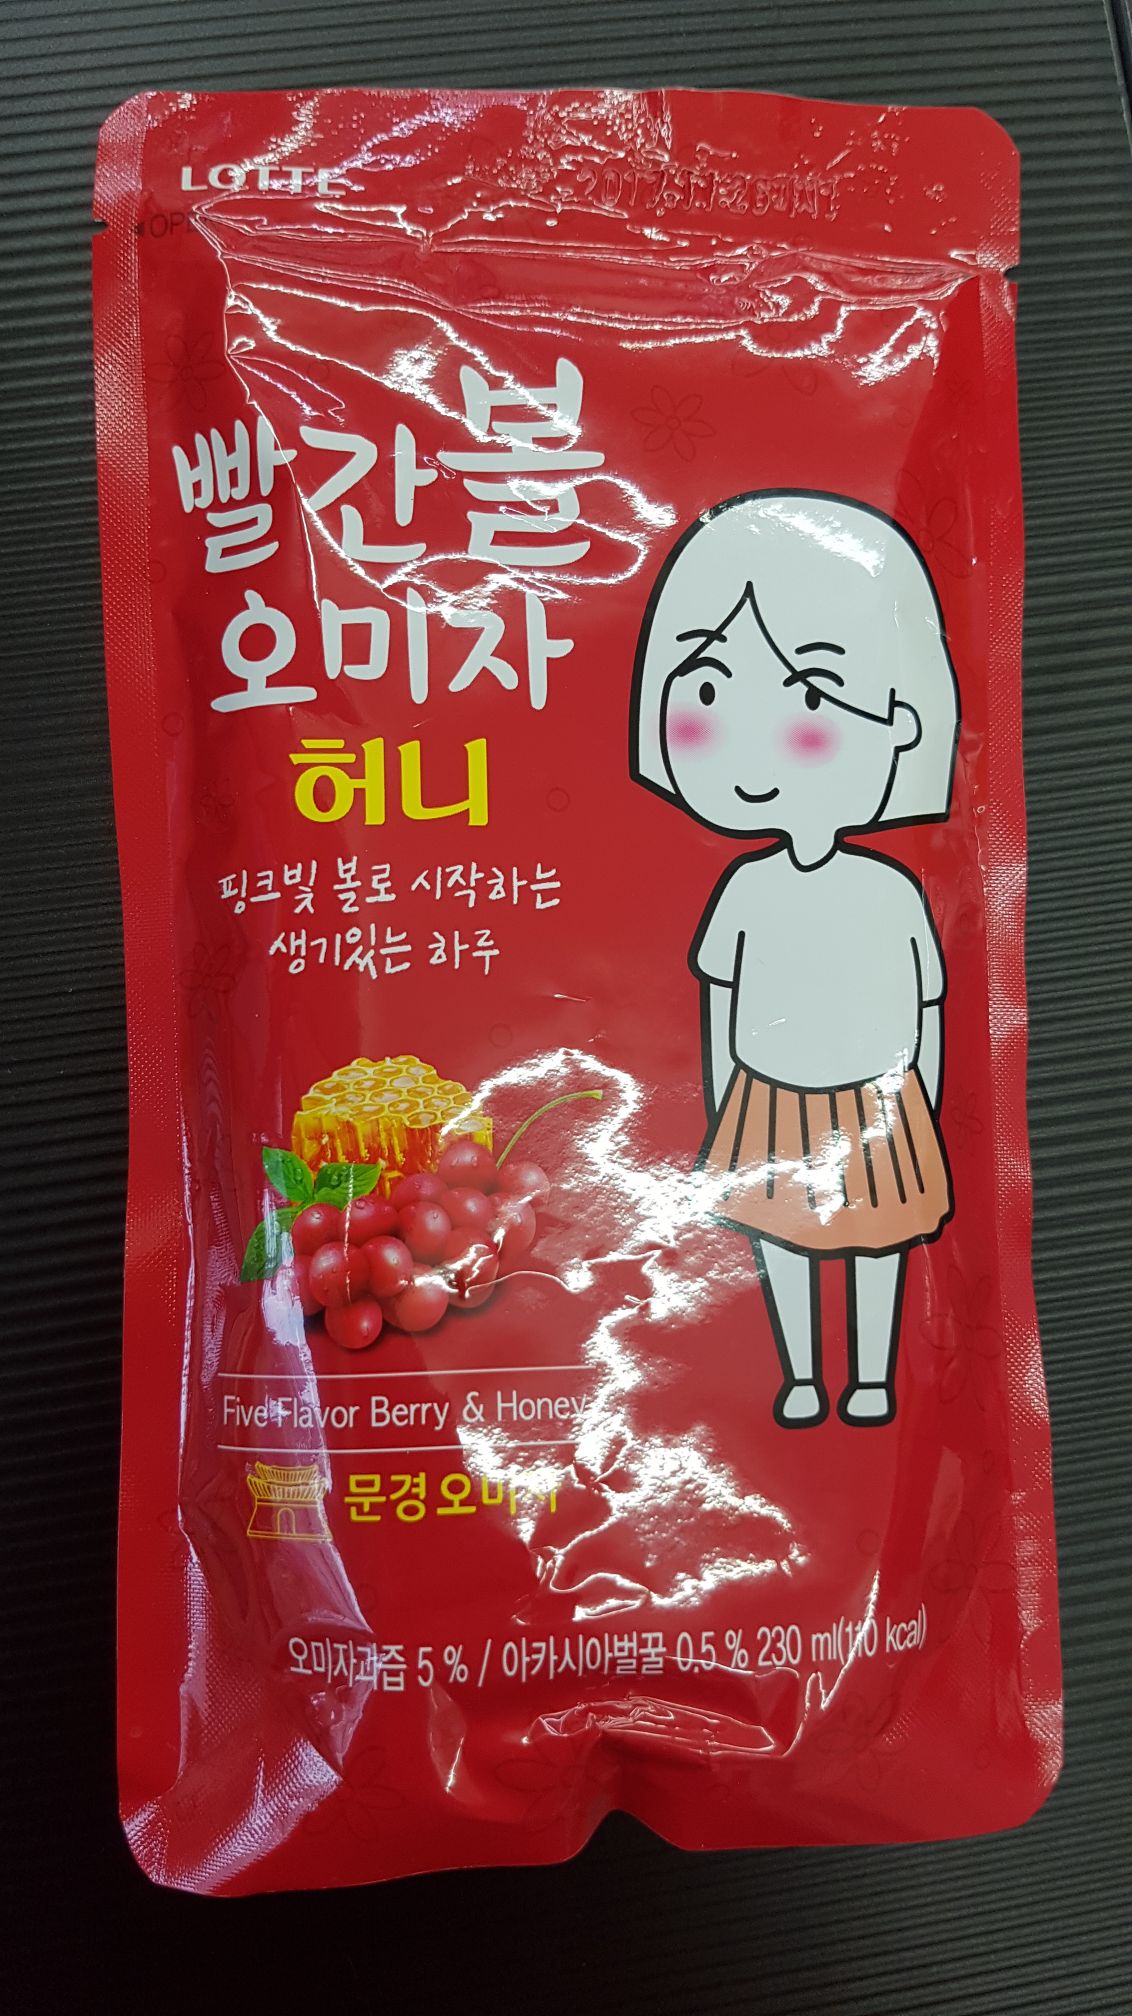 LOTTE
빨간볼
오미자
허니
핑크빛 볼로 시작하는
생기있는 하루
Five Flavor Berry & Honey
문경오미자
오미자과즙 5 % / 아카시아벌꿀 0.5 % 230 ml(110 kcal)